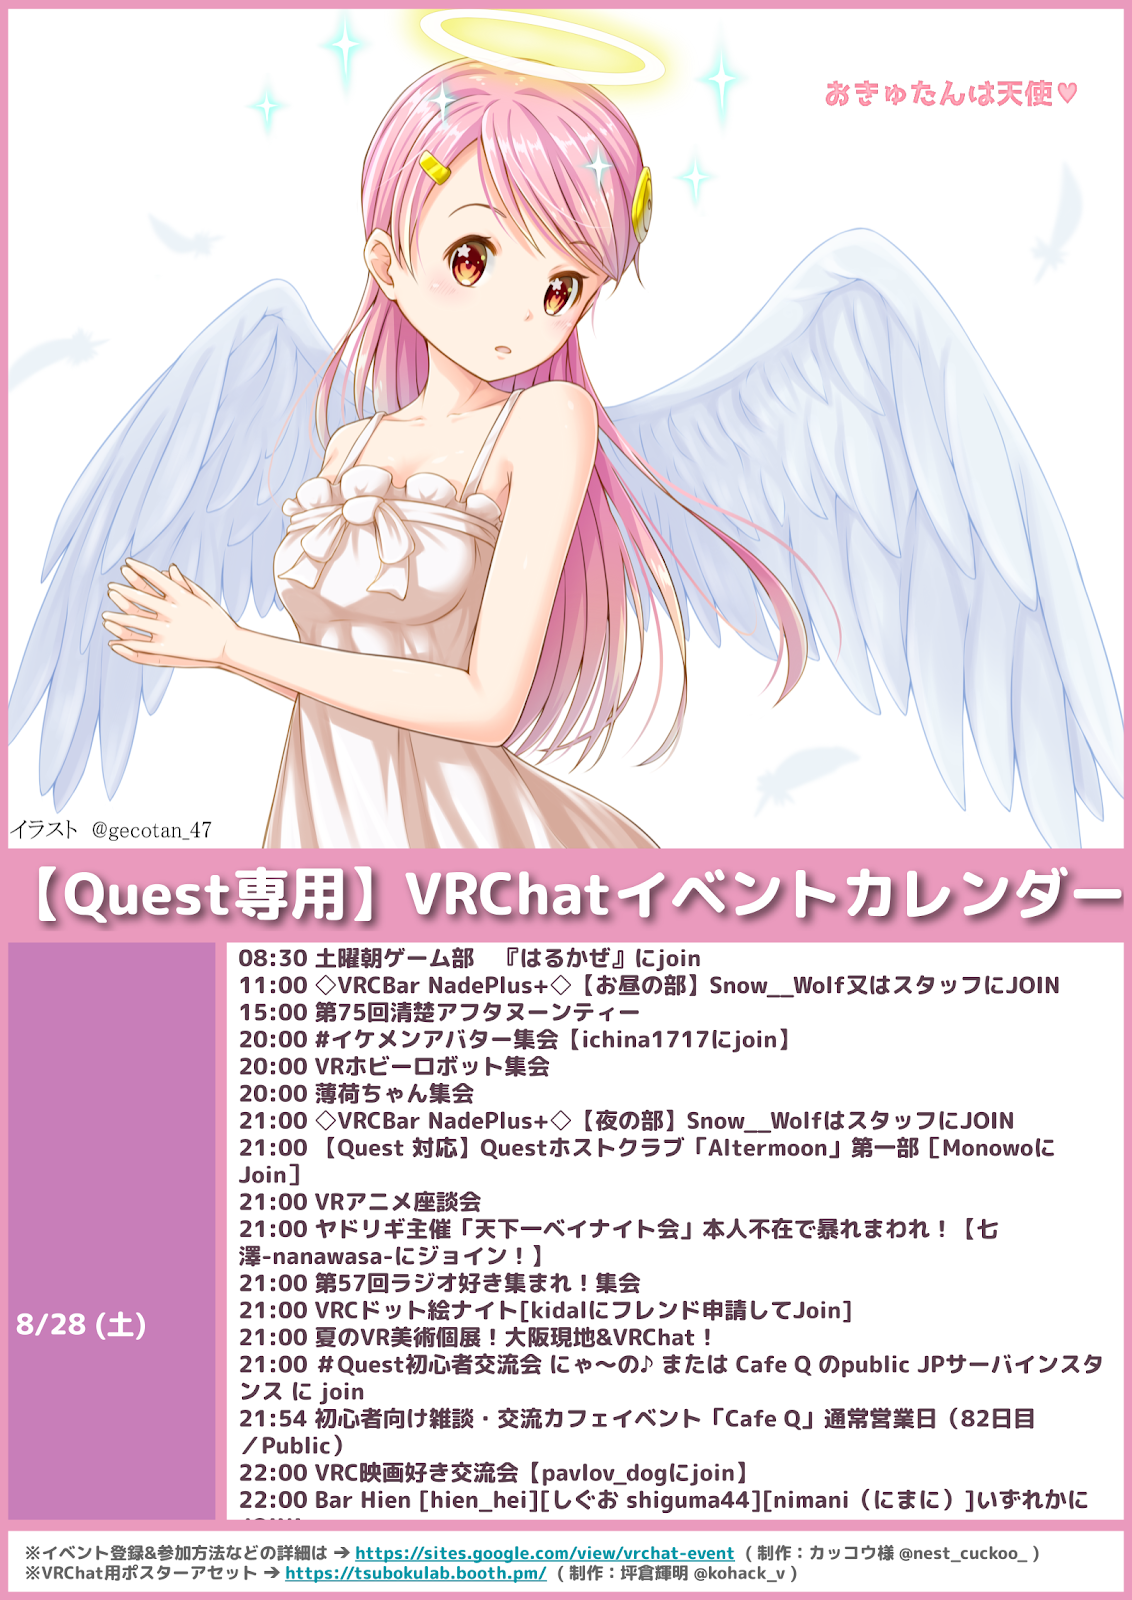 おきゅたんは天使♥
イラスト @gecotan_47
【Quest専用】VRChatイベントカレンダー
8/28 (土)
08:30 土曜朝ゲーム部　『はるかぜ』にjoin
11:00 ◇VRCBar NadePlus+◇【お昼の部】Snow__Wolf又はスタッフにJOIN
15:00 第75回清楚アフタヌーンティー
20:00 #イケメンアバター集会【ichina1717にjoin】
20:00 VRホビーロボット集会
20:00 薄荷ちゃん集会
21:00 ◇VRCBar NadePlus+◇【夜の部】Snow__WolfはスタッフにJOIN
21:00 【Quest 対応】Questホストクラブ「Altermoon」第一部［Monowoに
Join］
21:00 VRアニメ座談会
21:00 ヤドリギ主催「天下一ベイナイト会」本人不在で暴れまわれ！【七
澤-nanawasa-にジョイン！】
21:00 第57回ラジオ好き集まれ！集会
21:00 VRCドット絵ナイト[kidalにフレンド申請してJoin]
21:00 夏のVR美術個展！大阪現地&VRChat！
21:00 ＃Quest初心者交流会 にゃ～の♪ または Cafe Q のpublic JPサーバインスタ
ンス に join
21:54 初心者向け雑談・交流カフェイベント「Cafe Q」通常営業日（82日目
／Public）
22:00 VRC映画好き交流会【pavlov_dogにjoin】
22:00 Bar Hien [hien_hei][しぐお shiguma44][nimani（にまに）]いずれかに
※イベント登録&参加方法などの詳細は ➔ https://sites.google.com/view/vrchat-event ( 制作：カッコウ様 @nest_cuckoo_ )
※VRChat用ポスターアセット ➔ https://tsubokulab.booth.pm/ ( 制作：坪倉輝明 @kohack_v )